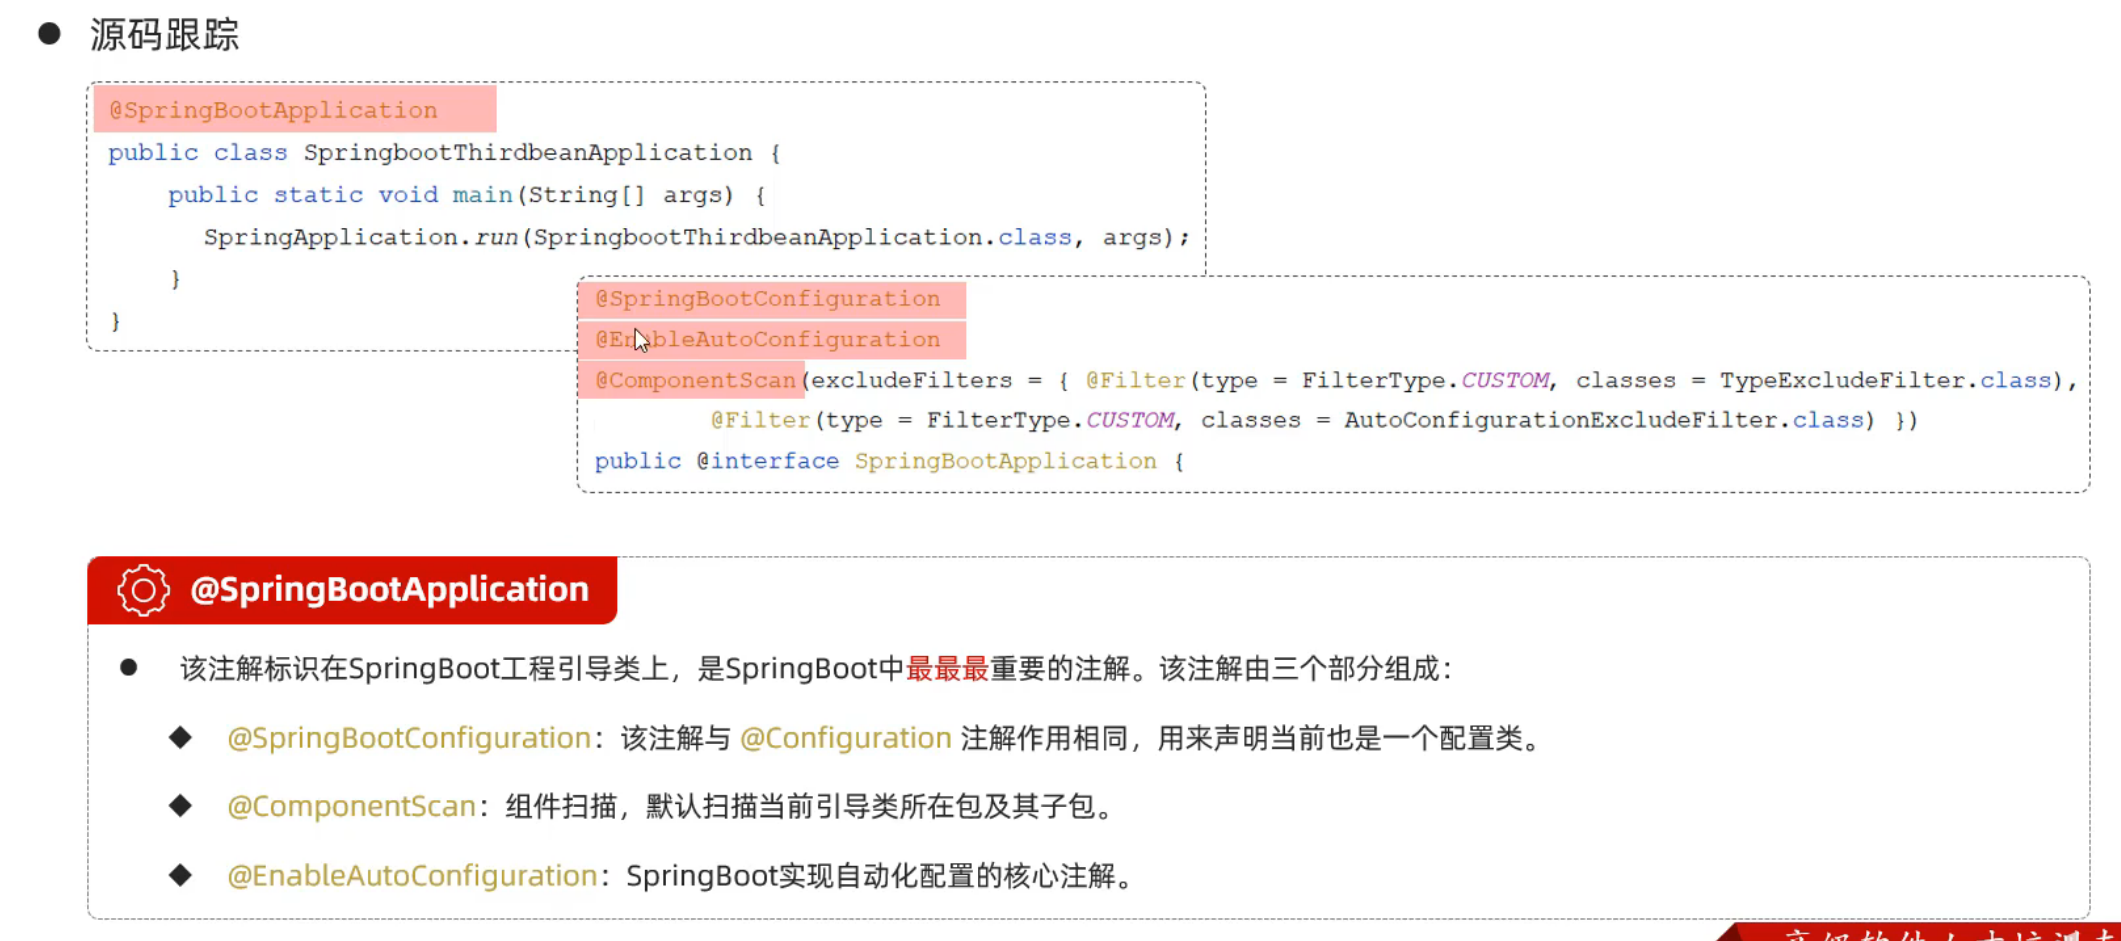 源码跟踪
@SpringBootApplication
public class SpringbootThirdbeanApplication {
public static void main(String[] args) {
SpringApplication.run(SpringbootThirdbeanApplication.class, args);
}
}
@SpringBootConfiguration
@EnableAutoConfiguration
@ComponentScan(excludeFilters = { @Filter(type = FilterType.CUSTOM, classes = TypeExcludeFilter.class),
@Filter(type = FilterType.CUSTOM, classes = AutoConfigurationExcludeFilter.class) })
public @interface SpringBootApplication {
@SpringBootApplication
该注解标识在SpringBoot工程引导类上，是SpringBoot中最最最重要的注解。该注解由三个部分组成：
@SpringBootConfiguration：该注解与 @Configuration 注解作用相同，用来声明当前也是一个配置类。
@ComponentScan：组件扫描，默认扫描当前引导类所在包及其子包。
@EnableAutoConfiguration：SpringBoot实现自动化配置的核心注解。